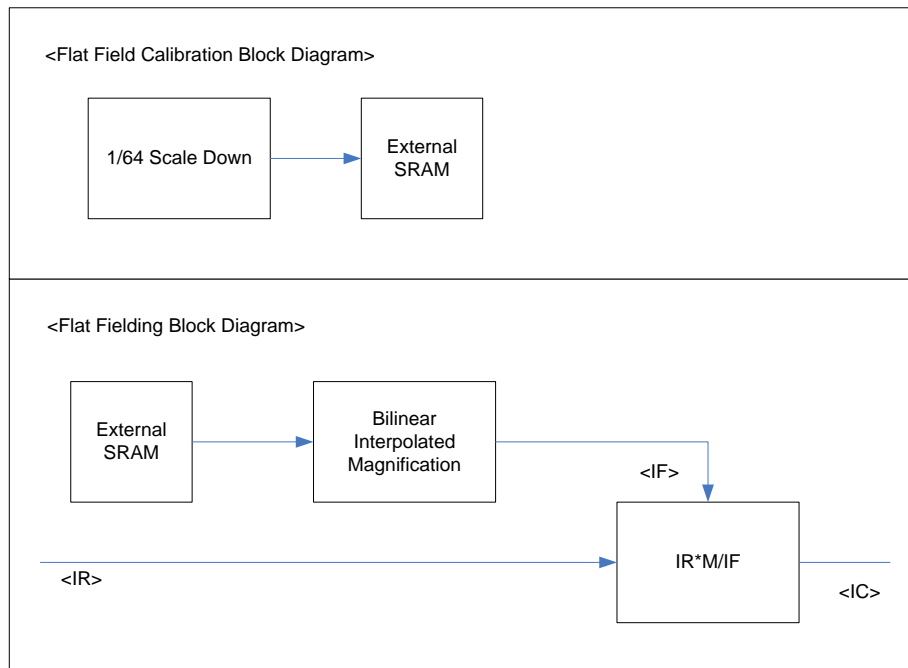 <Flat Field Calibration Block Diagram>
1/64 Scale Down
External
SRAM
<Flat Fielding Block Diagram>
External
SRAM
Bilinear
Interpolated
Magnification
<IF>
IR*M/IF
<IR>
<IC>